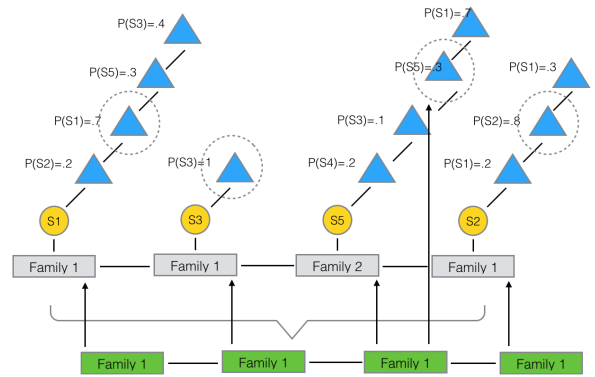 P(S3)=.4
P(S5)=.3
P(S1)=.7
P(S2)=.2
S1
Family 1
P(S3)=1
S3
Family 1
P(S1)=.7
P(S5)=.3
P(S3)=.1
P(S4)=.2
S5
Family 2
P(S1)=.3
P(S2)=.8
P(S1)=.2
S2
Family 1
Family 1
Family 1
Family 1
Family 1